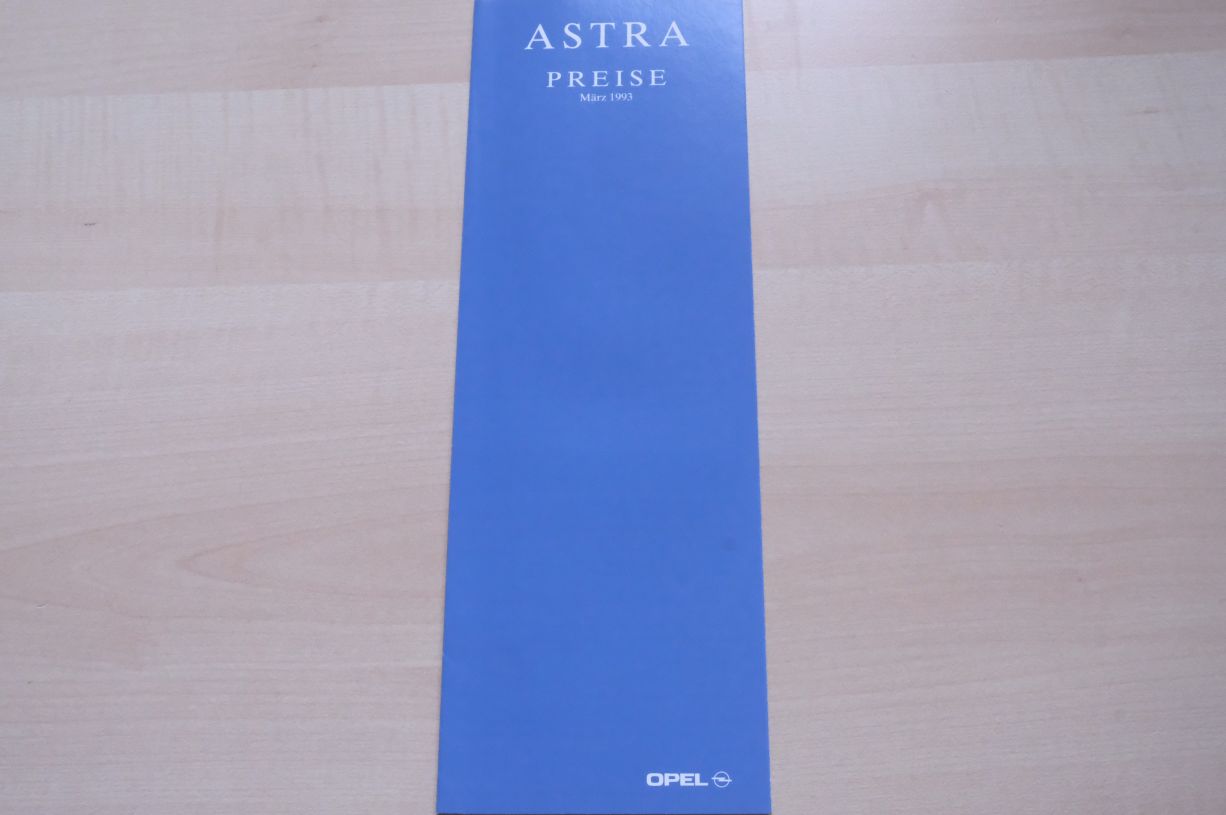 ASTRA
PREISE
März 1993
OPEL